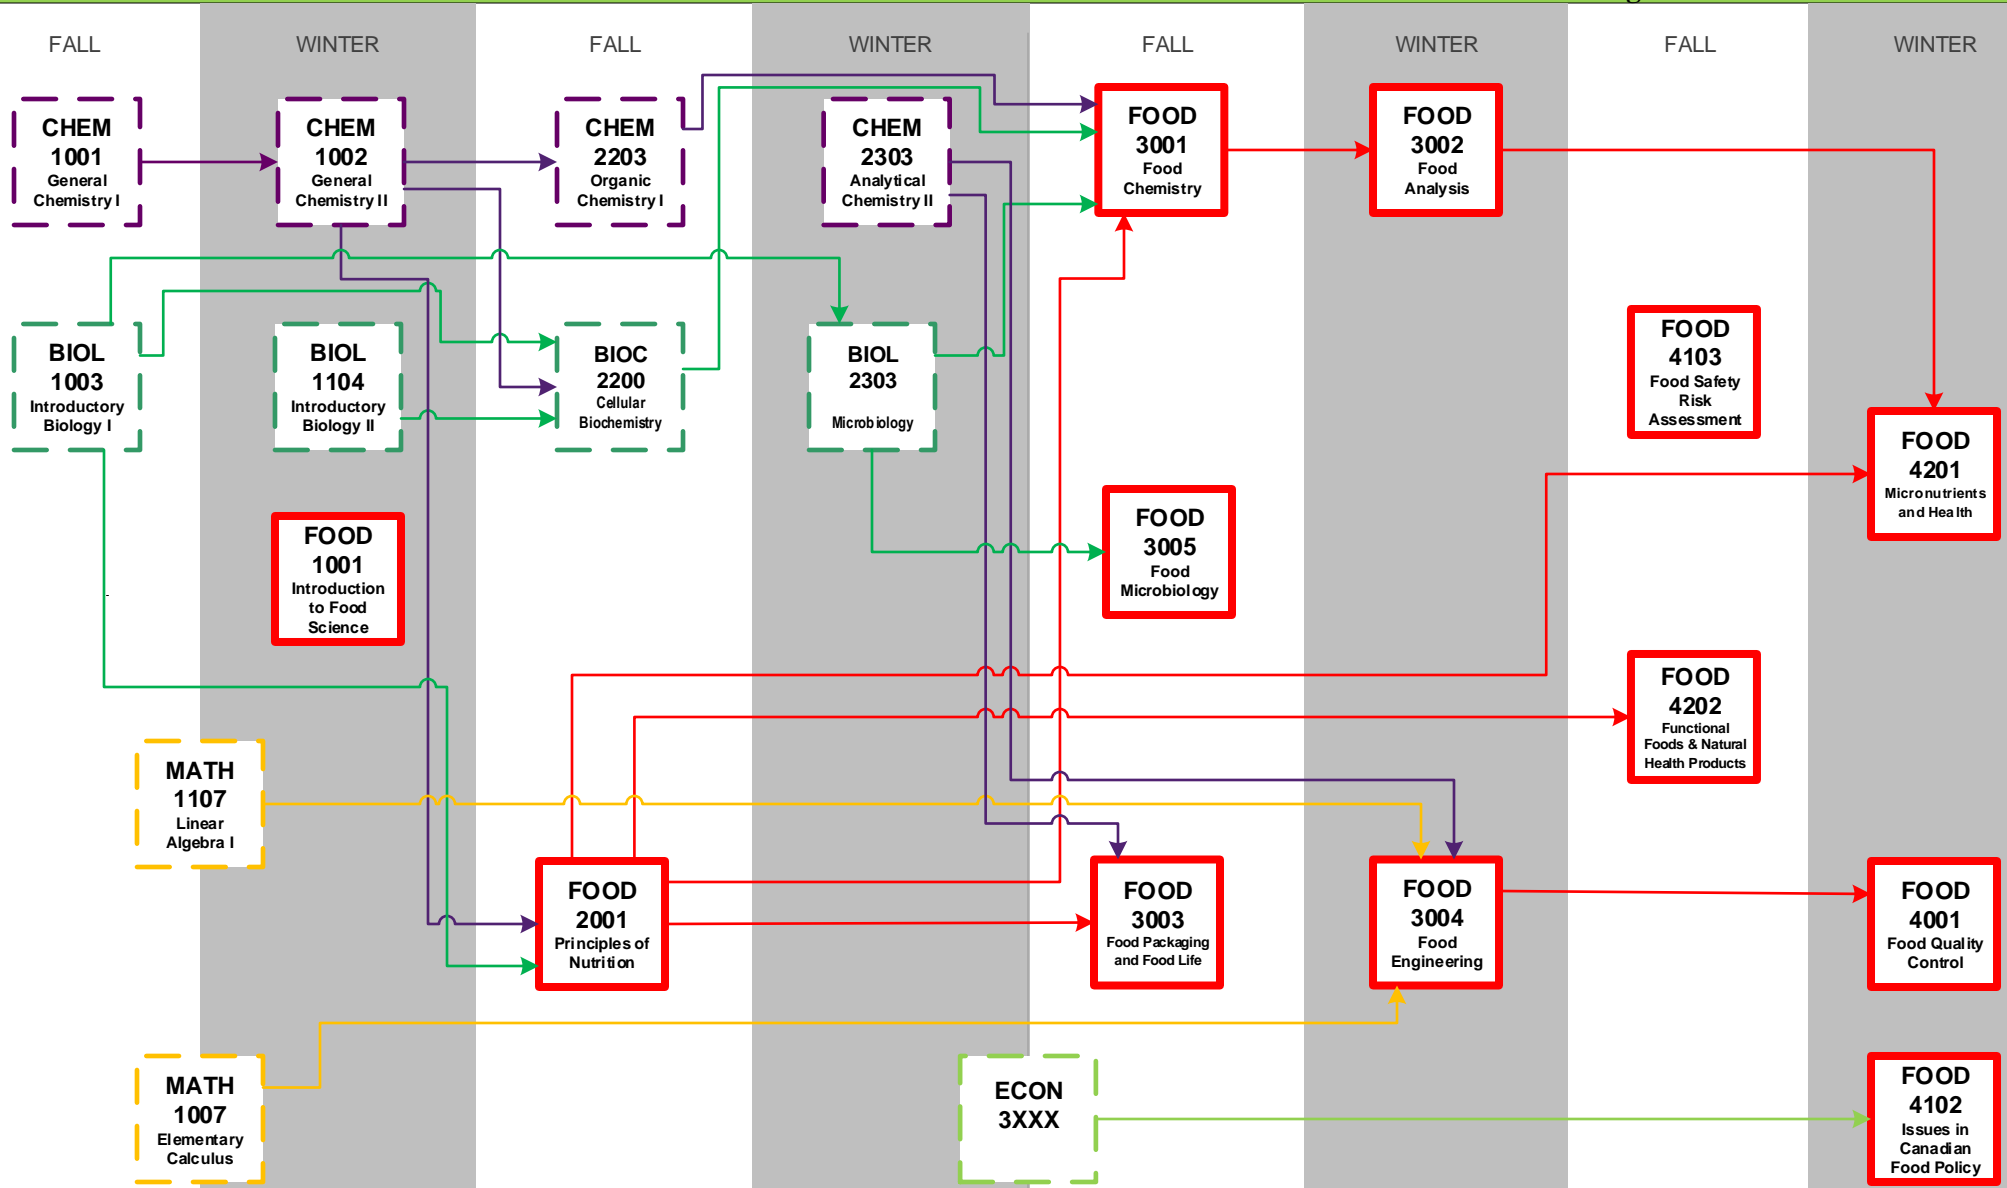 FALL
WINTER
FALL
WINTER
FALL
WINTER
FALL
WINTER
CHEM
1001
General
Chemistry I
CHEM
1002
General
Chemistry II
CHEM
2203
Organic
Chemistry I
CHEM
2303
Analytical
Chemistry II
FOOD
3001
Food
Chemistry
FOOD
3002
Food
Analysis
BIOL
1003
Introductory
Biology I
BIOL
1104
Introductory
Biology II
BIOC
2200
Cellular
Biochemistry
BIOL
2303
Microbiology
FOOD
4103
Food Safety
Risk
Assessment
FOOD
4201
Micronutrients
and Health
FOOD
1001
Introduction
to Food
Science
FOOD
3005
Food
Microbiology
FOOD
4202
Functional
Foods & Natural
Health Products
MATH
1107
Linear
Algebra I
FOOD
2001
Principles of
Nutrition
FOOD
3003
Food Packaging
and Food Life
FOOD
3004
Food
Engineering
FOOD
4001
Food Quality
Control
MATH
1007
Elementary
Calculus
ECON
3XXX
FOOD
4102
Issues in
Canadian
Food Policy